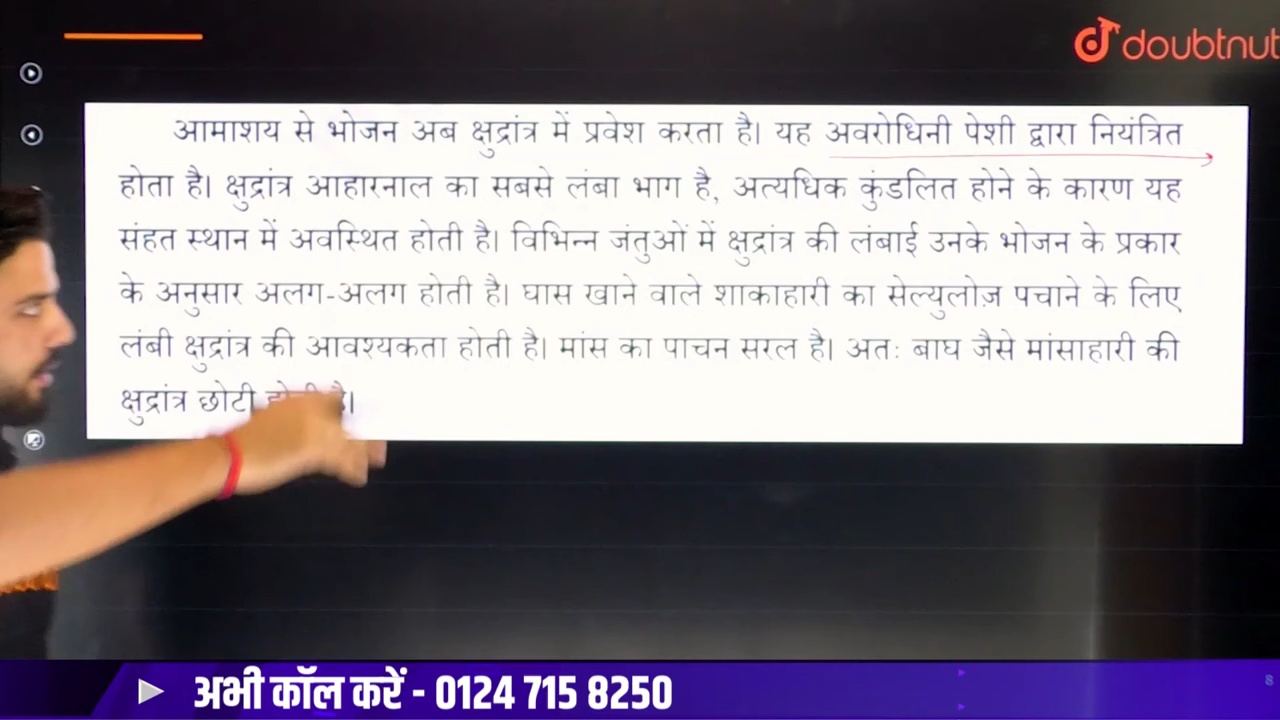 doubtnut
आमाशय से भोजन अब क्षुद्रांत्र में प्रवेश करता है। यह अवरोधिनी पेशी द्वारा नियंत्रित
होता है। क्षुद्रांत्र आहारनाल का सबसे लंबा भाग है, अत्यधिक कुंडलित होने के कारण यह
संहत स्थान में अवस्थित होती है। विभिन्न जंतुओं में क्षुद्रांत्र की लंबाई उनके भोजन के प्रकार
के अनुसार अलग-अलग होती है। घास खाने वाले शाकाहारी का सेल्युलोज़ पचाने के लिए
लंबी क्षुद्रांत्र की आवश्यकता होती है। मांस का पाचन सरल है। अतः बाघ जैसे मांसाहारी की
क्षुद्रांत्र छोटी होती है।
अभी कॉल करें - 0124 715 8250
8